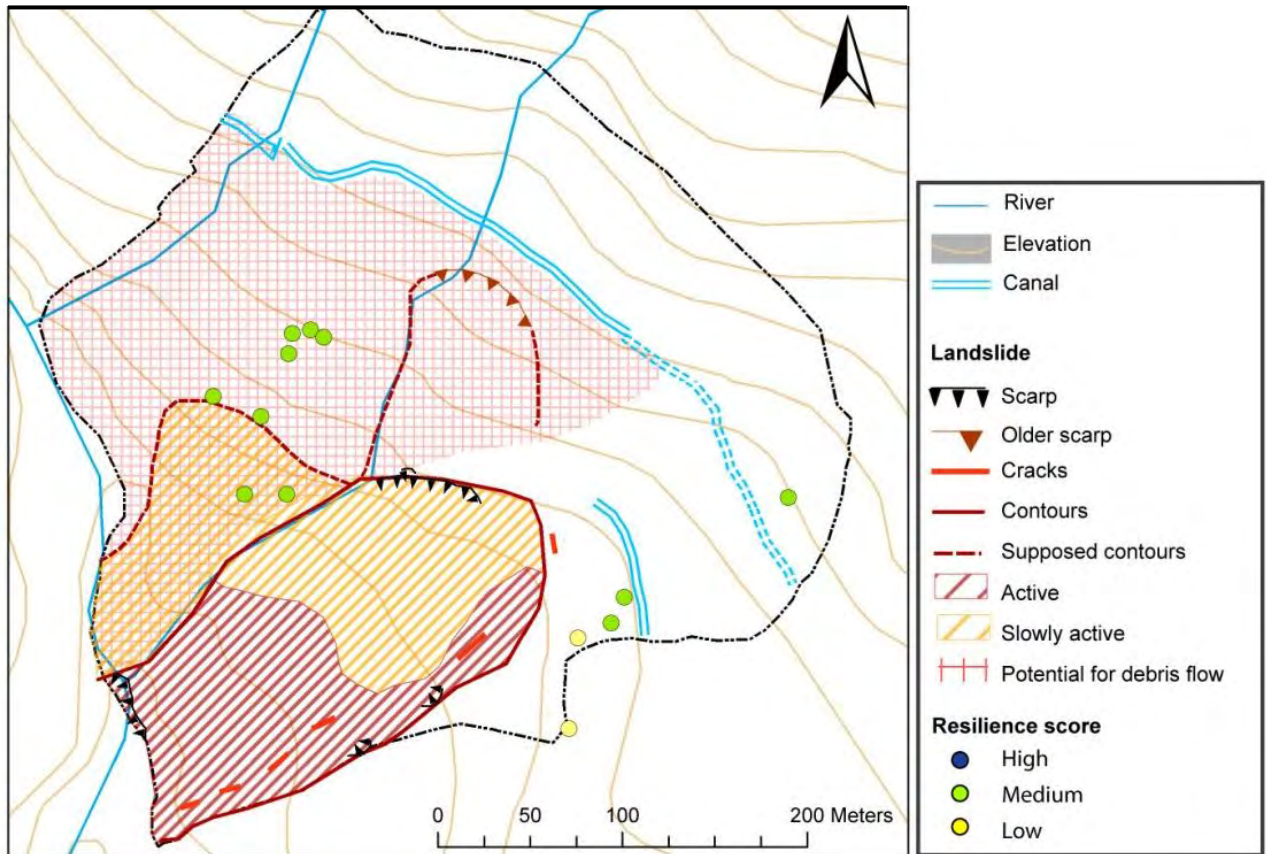 0 50 100 200 Meters
River
Elevation
Canal
Landslide
Scarp
Older scarp
Cracks
Contours
Supposed contours
Active
Slowly active
Potential for debris flow
Resilience score
High
Medium
Low